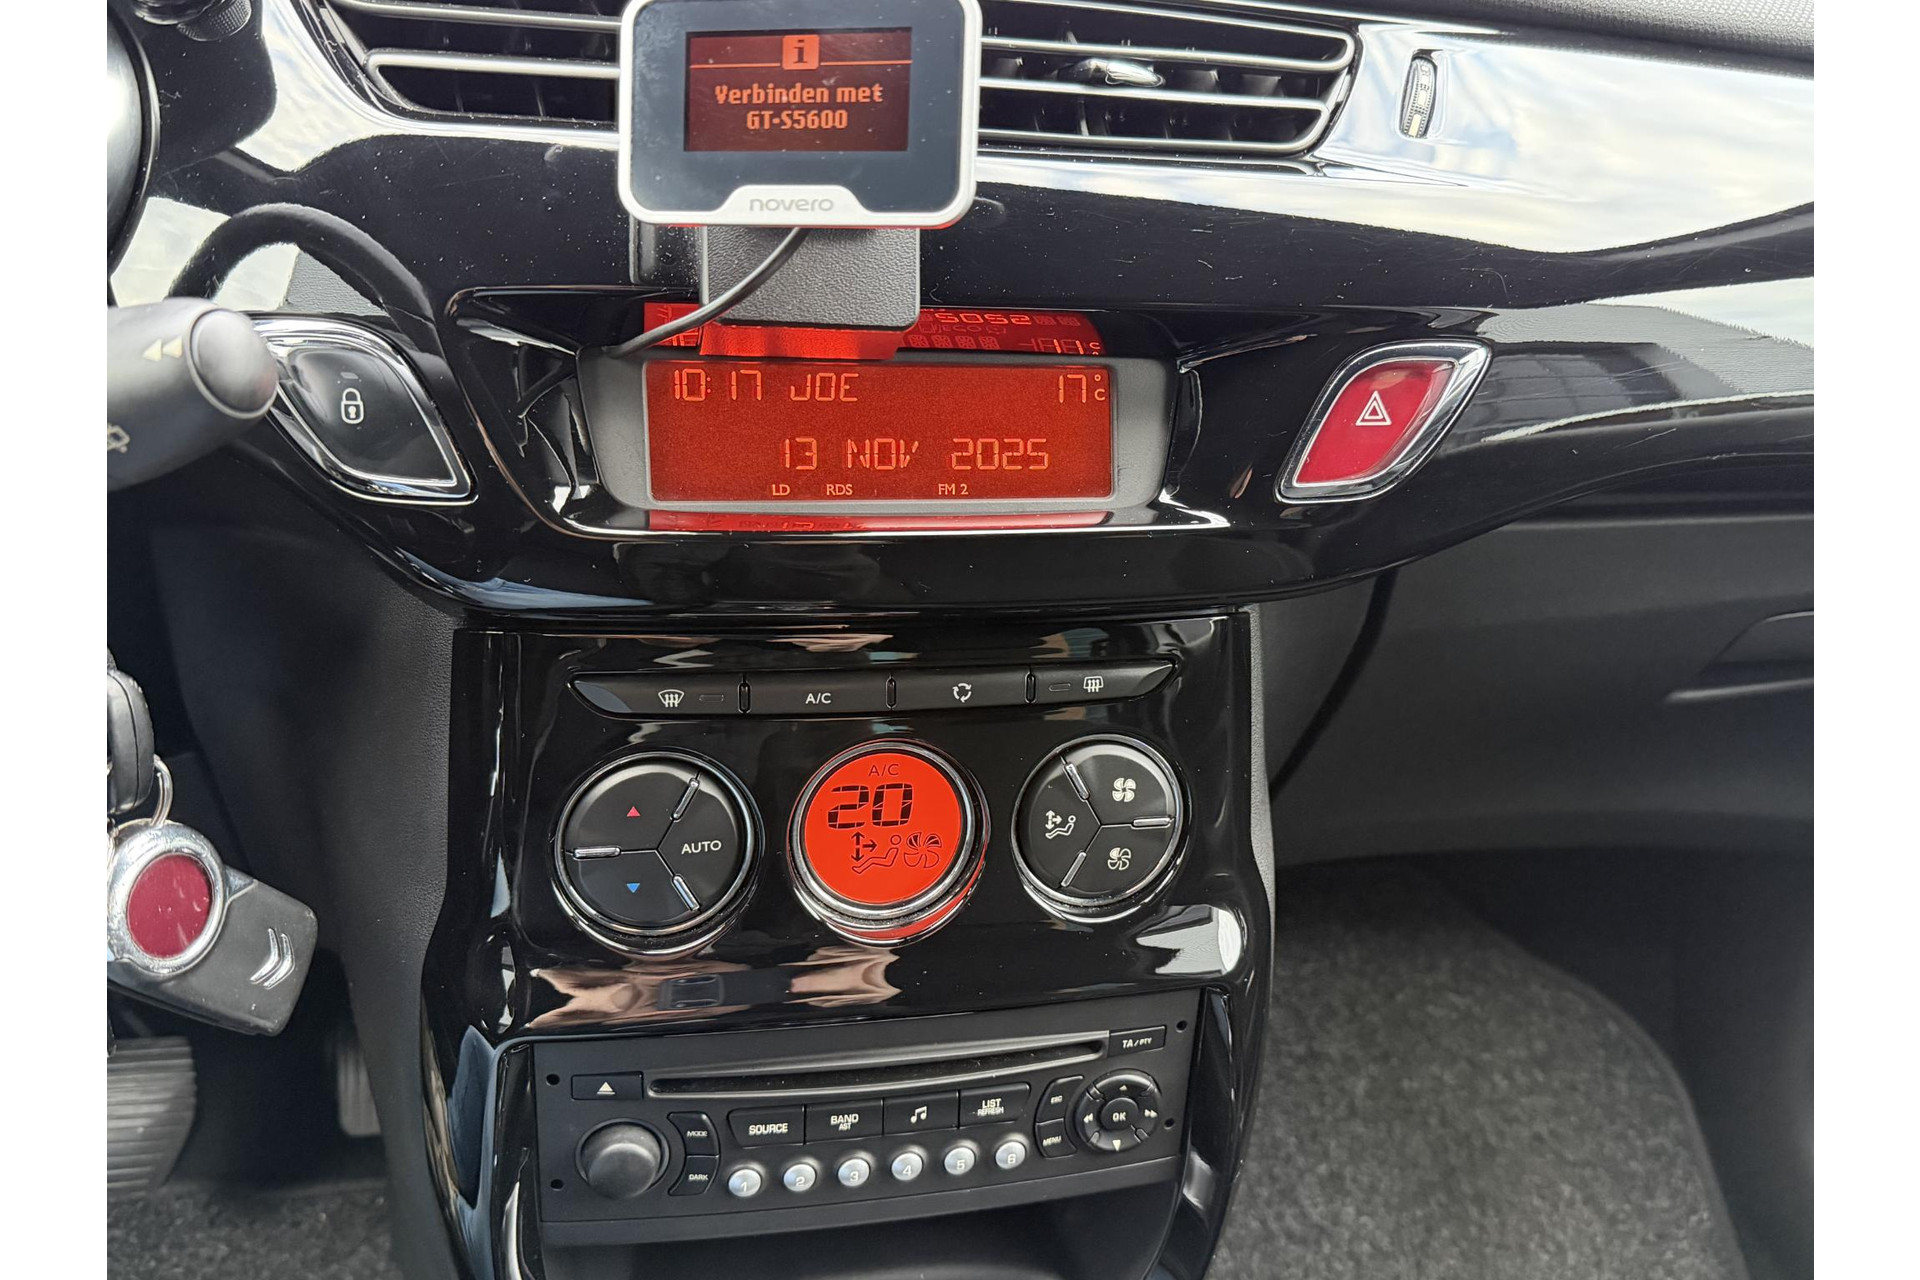 i
Verbinden met
GT-S5600
novero
10:17 JOE 17°C
13 NOV 2025
LD RDS FM 2
A/C
A/C
20
AUTO
TA/PTY
SOURCE
BAND
AST
LIST
REFRESH
ESC
OK
MODE
MENU
DARK
1 2 3 4 5 6